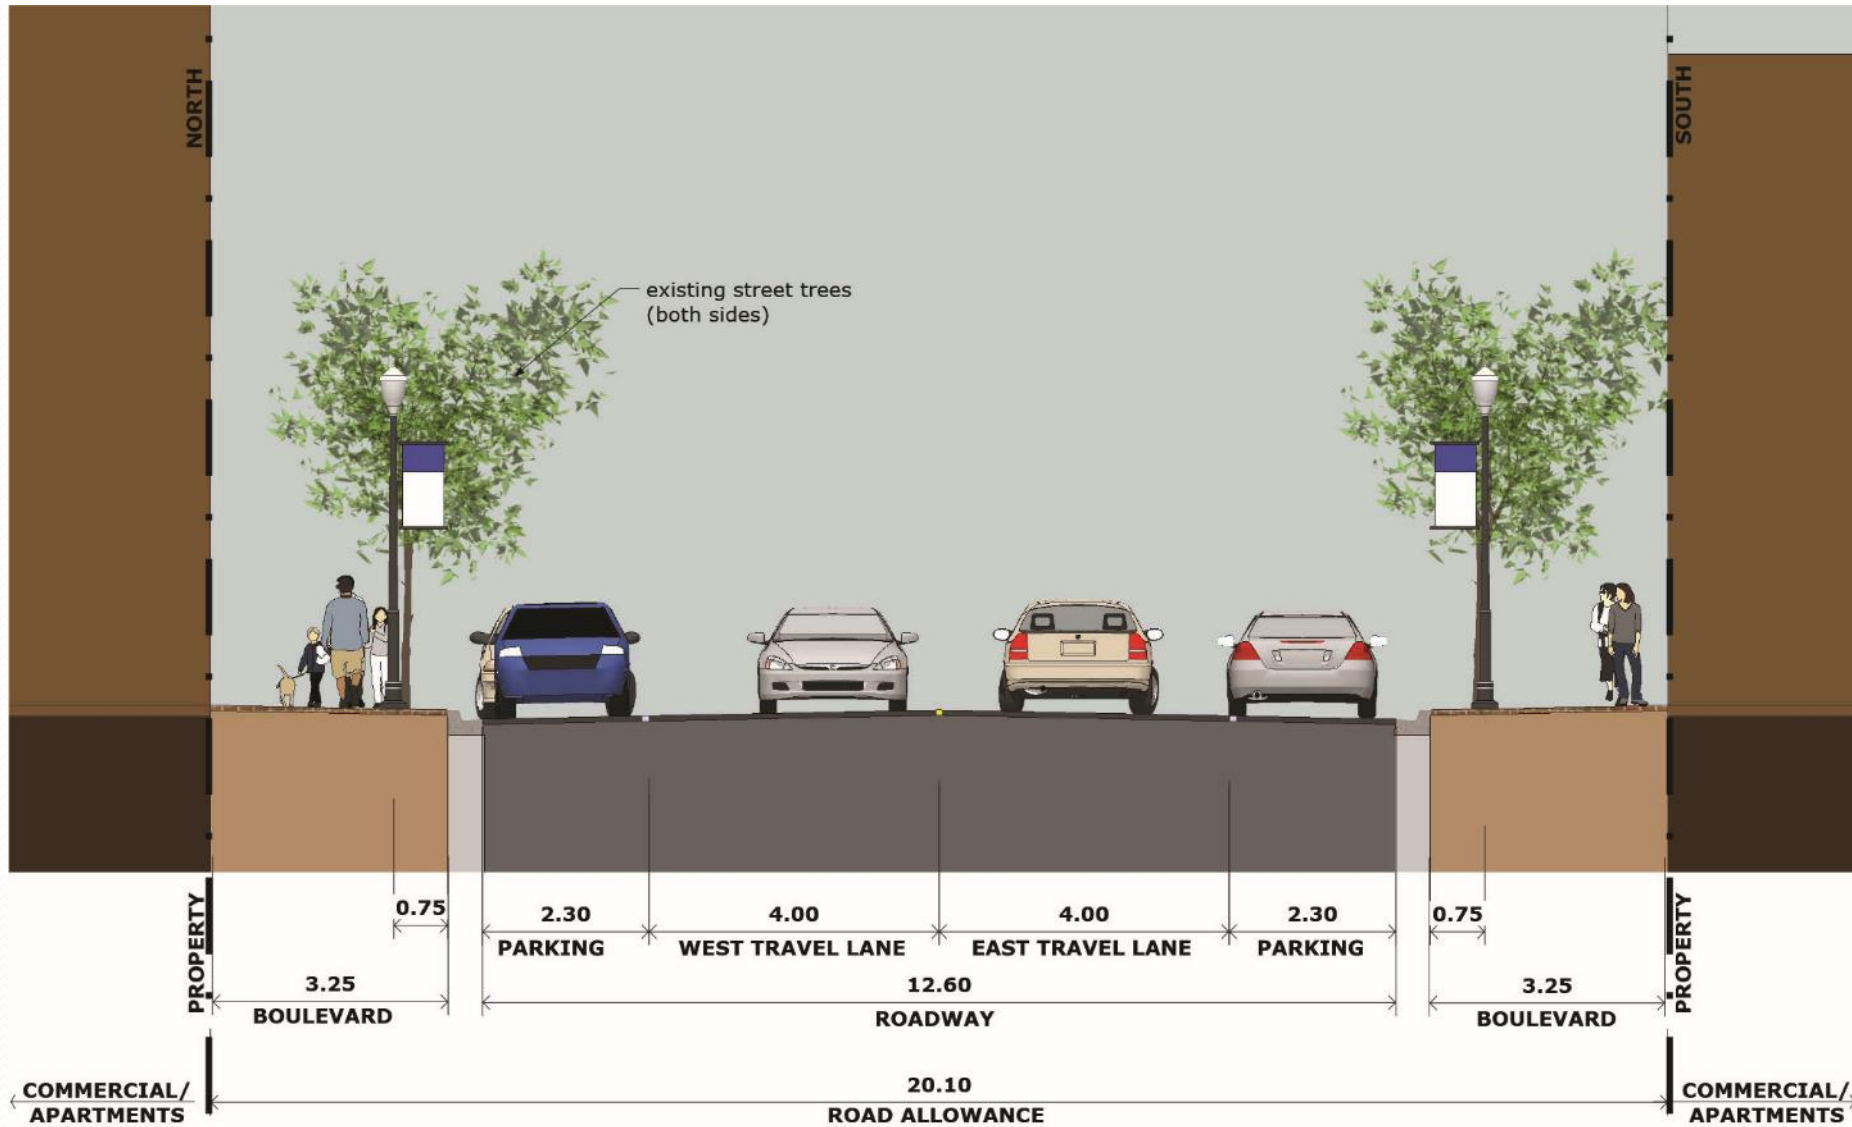 NORTH
SOUTH
existing street trees
(both sides)
PROPERTY
0.75
2.30
4.00
4.00
2.30
0.75
PROPERTY
PARKING
WEST TRAVEL LANE
EAST TRAVEL LANE
PARKING
3.25
12.60
3.25
BOULEVARD
ROADWAY
BOULEVARD
COMMERCIAL/
APARTMENTS
20.10
ROAD ALLOWANCE
COMMERCIAL/
APARTMENTS